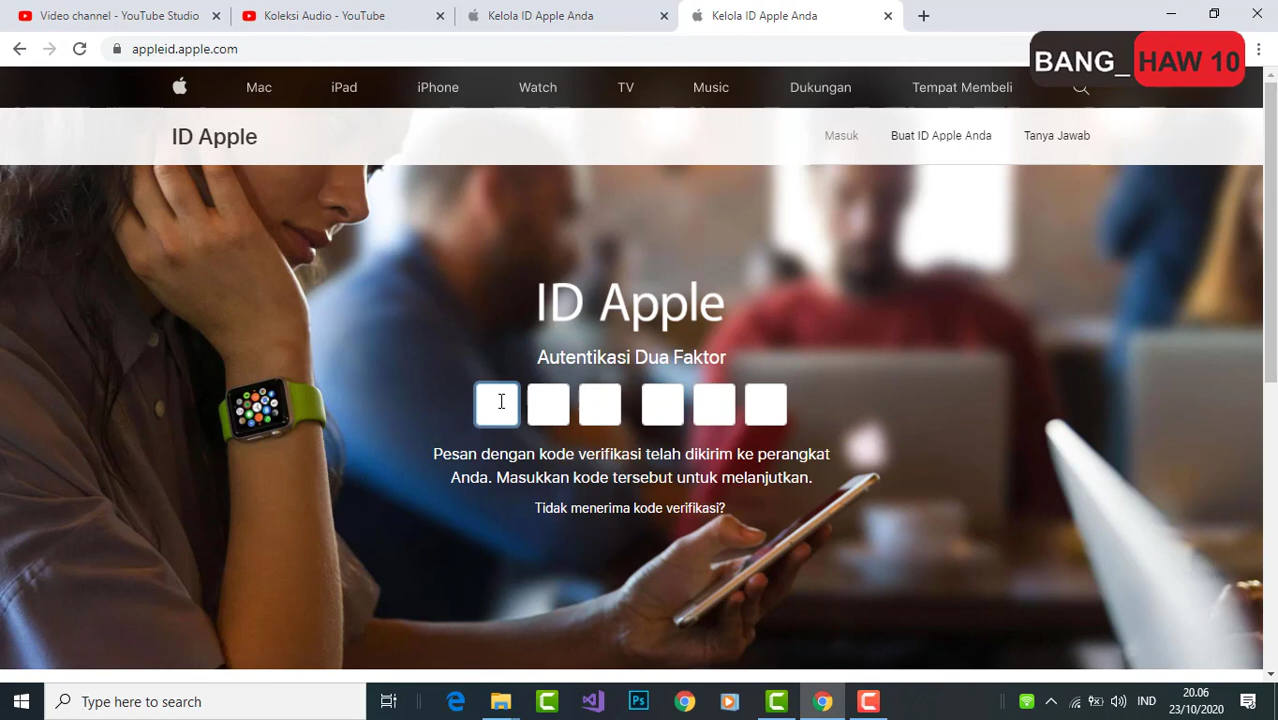 Video channel - YouTube Studio
Koleksi Audio - YouTube
Kelola ID Apple Anda
Kelola ID Apple Anda
appleid.apple.com
BANG_ HAW 10
Mac
iPad
iPhone
Watch
TV
Music
Dukungan
Tempat Membeli
ID Apple
Masuk
Buat ID Apple Anda
Tanya Jawab
ID Apple
Autentikasi Dua Faktor
Pesan dengan kode verifikasi telah dikirim ke perangkat
Anda. Masukkan kode tersebut untuk melanjutkan.
Tidak menerima kode verifikasi?
Type here to search
Ps
IND
20.06
23/10/2020